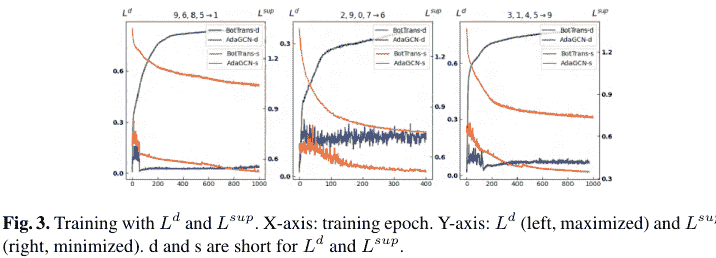 L^d 9, 6, 8, 5→1 L^sup
L^d 2, 9, 0, 7→6 L^sup
L^d 3, 1, 4, 5→9 L^sup
BotTrans-d
AdaGCN-d
BotTrans-s
AdaGCN-s
0.6
0.3
0.0
1.2
0.9
0.6
0 200 400 600 800 1000
BotTrans-d
AdaGCN-d
BotTrans-s
AdaGCN-s
0.3
0.0
1.2
0.9
0.6
0 100 200 300 400
BotTrans-d
AdaGCN-d
BotTrans-s
AdaGCN-s
0.6
0.3
0.0
1.2
0.9
0.6
0.3
0 200 400 600 800 1000
Fig. 3. Training with L^d and L^sup. X-axis: training epoch. Y-axis: L^d (left, maximized) and L^su
(right, minimized). d and s are short for L^d and L^sup.